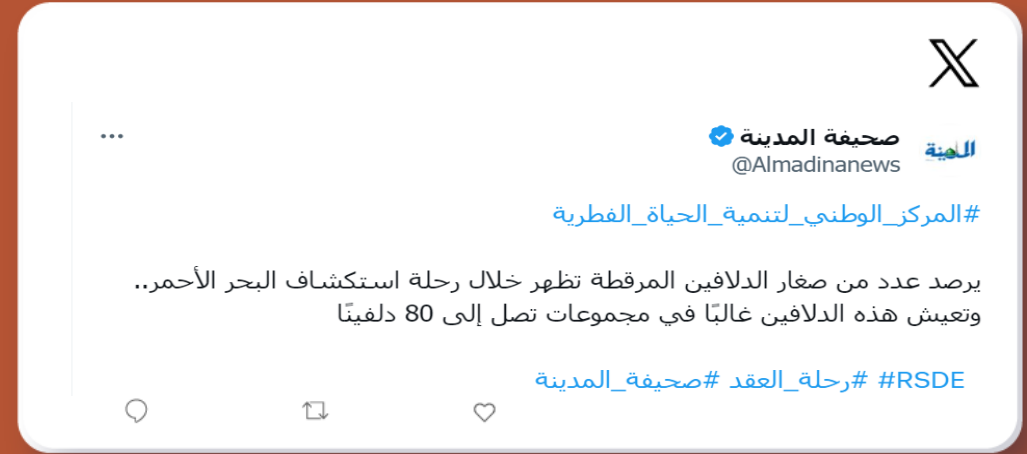 صحيفة المدينة
@Almadinanews
#المركز_الوطني_لتنمية_الحياة_الفطرية
يرصد عدد من صغار الدلافين المرقطة تظهر خلال رحلة استكشاف البحر الأحمر..
وتعيش هذه الدلافين غالبًا في مجموعات تصل إلى 80 دلفينًا
#RSDE #رحلة_العقد #صحيفة_المدينة